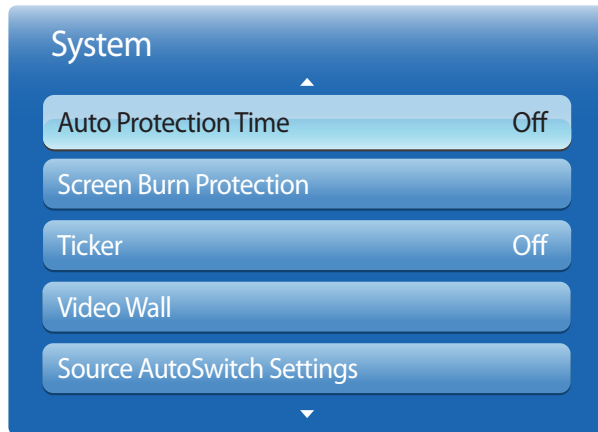 System
Auto Protection Time Off
Screen Burn Protection
Ticker Off
Video Wall
Source AutoSwitch Settings